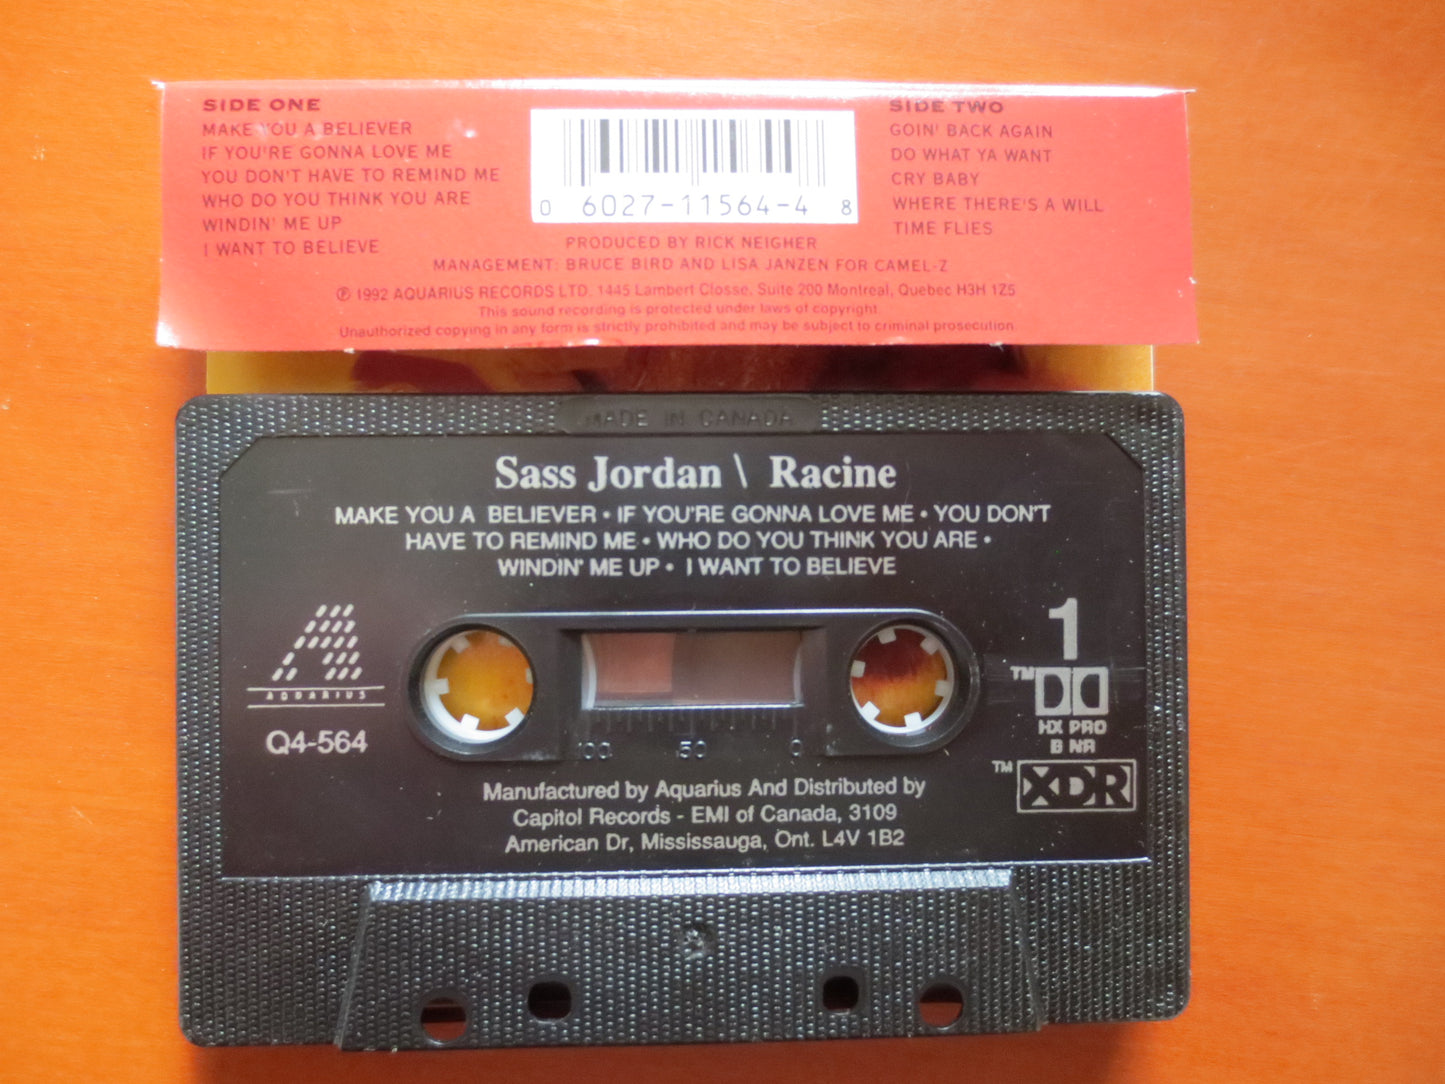 SIDE ONE
MAKE YOU A BELIEVER
IF YOU'RE GONNA LOVE ME
YOU DON'T HAVE TO REMIND ME
WHO DO YOU THINK YOU ARE
WINDIN' ME UP
I WANT TO BELIEVE
0 6027-11564-4 8
SIDE TWO
GOIN' BACK AGAIN
DO WHAT YA WANT
CRY BABY
WHERE THERE'S A WILL
TIME FLIES
PRODUCED BY RICK NEIGHER
MANAGEMENT: BRUCE BIRD AND LISA JANZEN FOR CAMEL-Z
℗ 1992 AQUARIUS RECORDS LTD. 1445 Lambert Closse, Suite 200 Montreal, Quebec H3H 1Z5
This sound recording is protected under laws of copyright.
Unauthorized copying in any form is strictly prohibited and may be subject to criminal prosecution.
MADE IN CANADA
Sass Jordan \ Racine
MAKE YOU A BELIEVER • IF YOU'RE GONNA LOVE ME • YOU DON'T
HAVE TO REMIND ME • WHO DO YOU THINK YOU ARE •
WINDIN' ME UP • I WANT TO BELIEVE
AQUARIUS
Q4-564
100 50 0
1
™
HX PRO
B NR
™ XDR
Manufactured by Aquarius And Distributed by
Capitol Records - EMI of Canada, 3109
American Dr, Mississauga, Ont. L4V 1B2